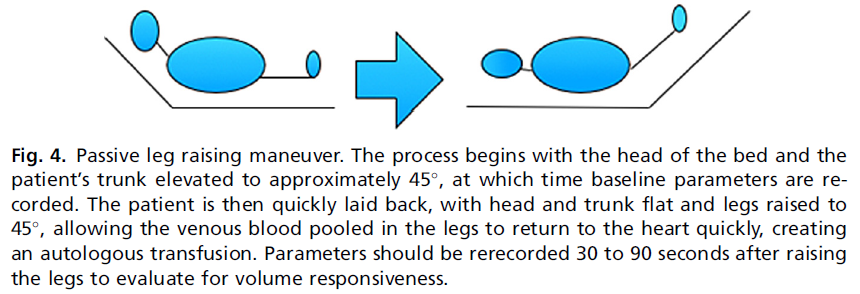 Fig. 4. Passive leg raising maneuver. The process begins with the head of the bed and the
patient's trunk elevated to approximately 45°, at which time baseline parameters are re-
corded. The patient is then quickly laid back, with head and trunk flat and legs raised to
45°, allowing the venous blood pooled in the legs to return to the heart quickly, creating
an autologous transfusion. Parameters should be rerecorded 30 to 90 seconds after raising
the legs to evaluate for volume responsiveness.